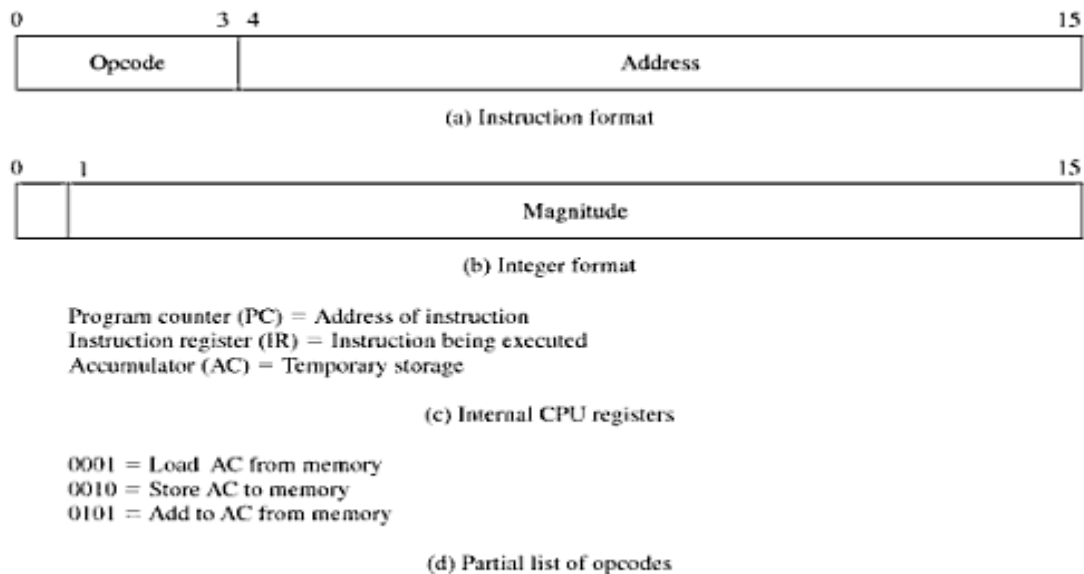 0 3 4 15
Opcode Address
(a) Instruction format
0 1 15
Magnitude
(b) Integer format
Program counter (PC) = Address of instruction
Instruction register (IR) = Instruction being executed
Accumulator (AC) = Temporary storage
(c) Internal CPU registers
0001 = Load AC from memory
0010 = Store AC to memory
0101 = Add to AC from memory
(d) Partial list of opcodes